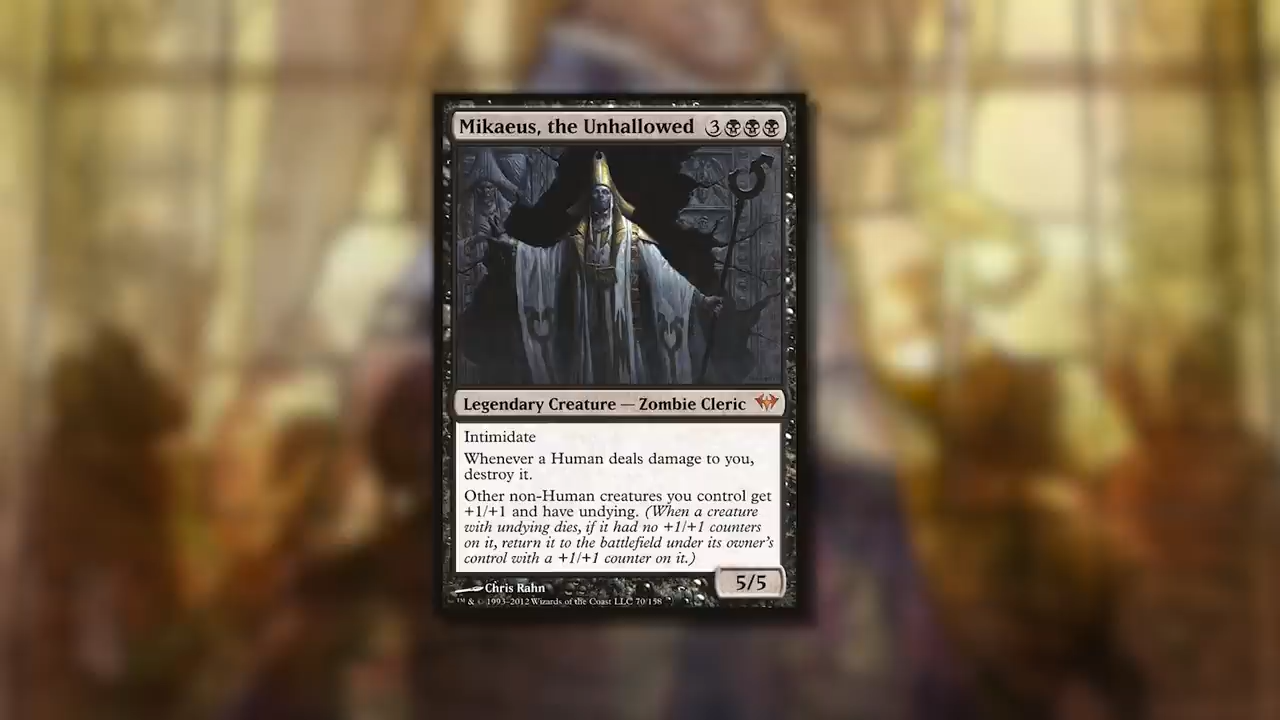 Mikaeus, the Unhallowed 3
Legendary Creature — Zombie Cleric
Intimidate
Whenever a Human deals damage to you,
destroy it.
Other non-Human creatures you control get
+1/+1 and have undying. (When a creature
with undying dies, if it had no +1/+1 counters
on it, return it to the battlefield under its owner's
control with a +1/+1 counter on it.)
5/5
Chris Rahn
™ & © 1993–2012 Wizards of the Coast LLC 70/158